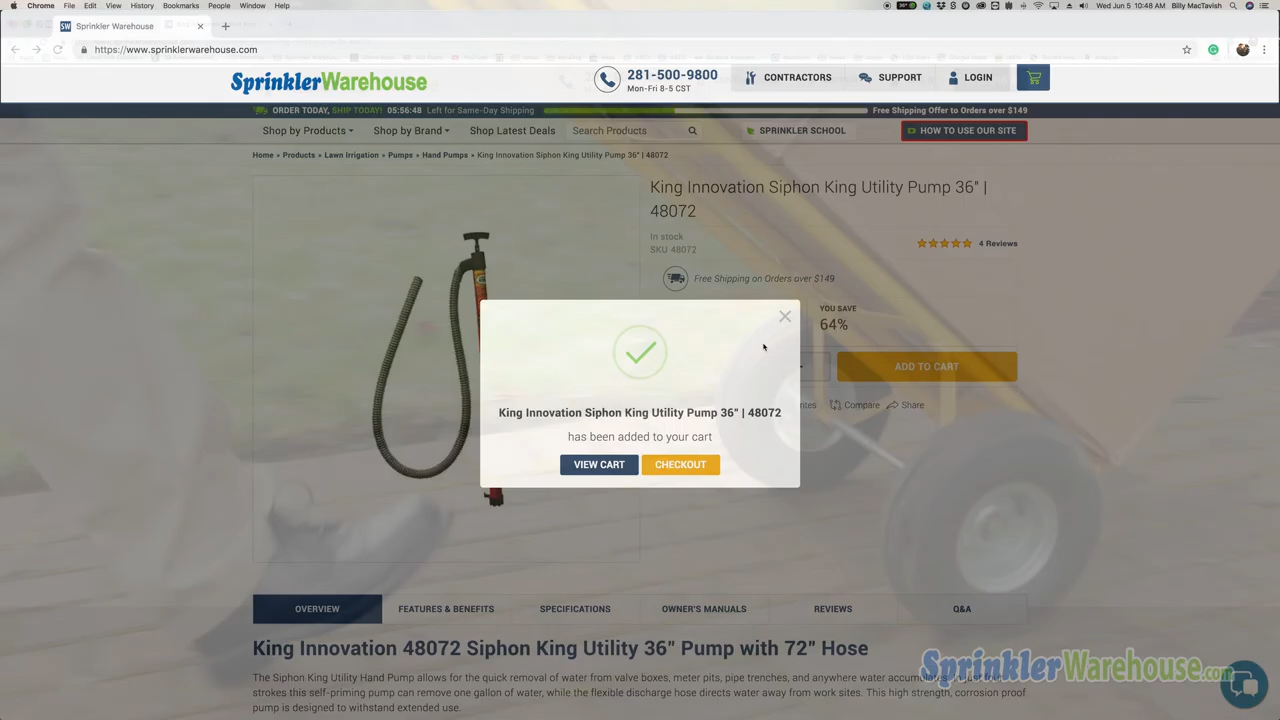 Chrome File Edit View History Bookmarks People Window Help
36° Wed Jun 5 10:48 AM Billy MacTavish
SW Sprinkler Warehouse
https://www.sprinklerwarehouse.com
SprinklerWarehouse 281-500-9800 CONTRACTORS SUPPORT LOGIN
Mon-Fri 8-5 CST
ORDER TODAY, SHIP TODAY! 05:56:48 Left for Same-Day Shipping Free Shipping Offer to Orders over $149
Shop by Products Shop by Brand Shop Latest Deals Search Products SPRINKLER SCHOOL HOW TO USE OUR SITE
Home » Products » Lawn Irrigation » Pumps » Hand Pumps » King Innovation Siphon King Utility Pump 36" | 48072
King Innovation Siphon King Utility Pump 36" |
48072
In stock
SKU 48072
4 Reviews
Free Shipping on Orders over $149
YOU SAVE
64%
ADD TO CART
Compare Share
King Innovation Siphon King Utility Pump 36" | 48072
has been added to your cart
VIEW CART CHECKOUT
OVERVIEW FEATURES & BENEFITS SPECIFICATIONS OWNER'S MANUALS REVIEWS Q&A
King Innovation 48072 Siphon King Utility 36" Pump with 72" Hose
The Siphon King Utility Hand Pump allows for the quick removal of water from valve boxes, meter pits, pipe trenches, and anywhere water
strokes this self-priming pump can remove one gallon of water, while the flexible discharge hose directs water away from work sites. This high strength, corrosion proof
pump is designed to withstand extended use.
SprinklerWarehouse.com